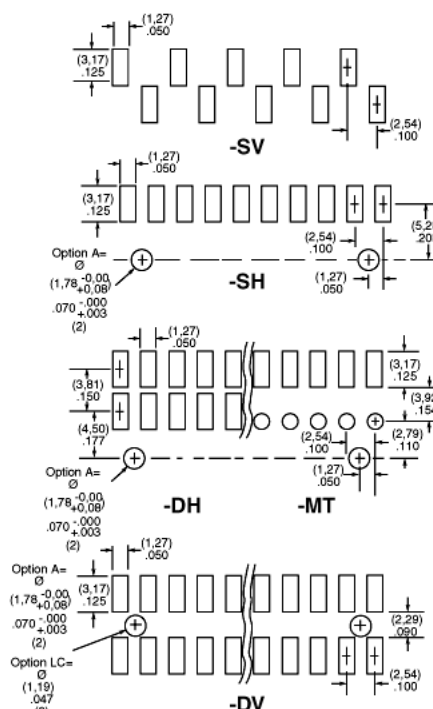 (1,27)
.050
(3,17)
.125
(2,54)
.100
-SV
(1,27)
.050
(3,17)
.125
(2,54)
.100
Option A=
Ø
(1,78 -0,00 +0,08)
.070 -.000 +.003
(2)
(1,27)
.050
-SH
(1,27)
.050
(3,17)
.125
(3,81)
.150
(4,50)
.177
(2,54)
.100
(2,79)
.110
(1,27)
.050
Option A=
Ø
(1,78 -0,00 +0,08)
.070 -.000 +.003
(2)
-DH
-MT
Option A=
Ø
(1,78 -0,00 +0,08)
.070 -.000 +.003
(2)
(1,27)
.050
(3,17)
.125
(2,29)
.090
Option LC=
Ø
(1,19)
.047
(2,54)
.100
-DV